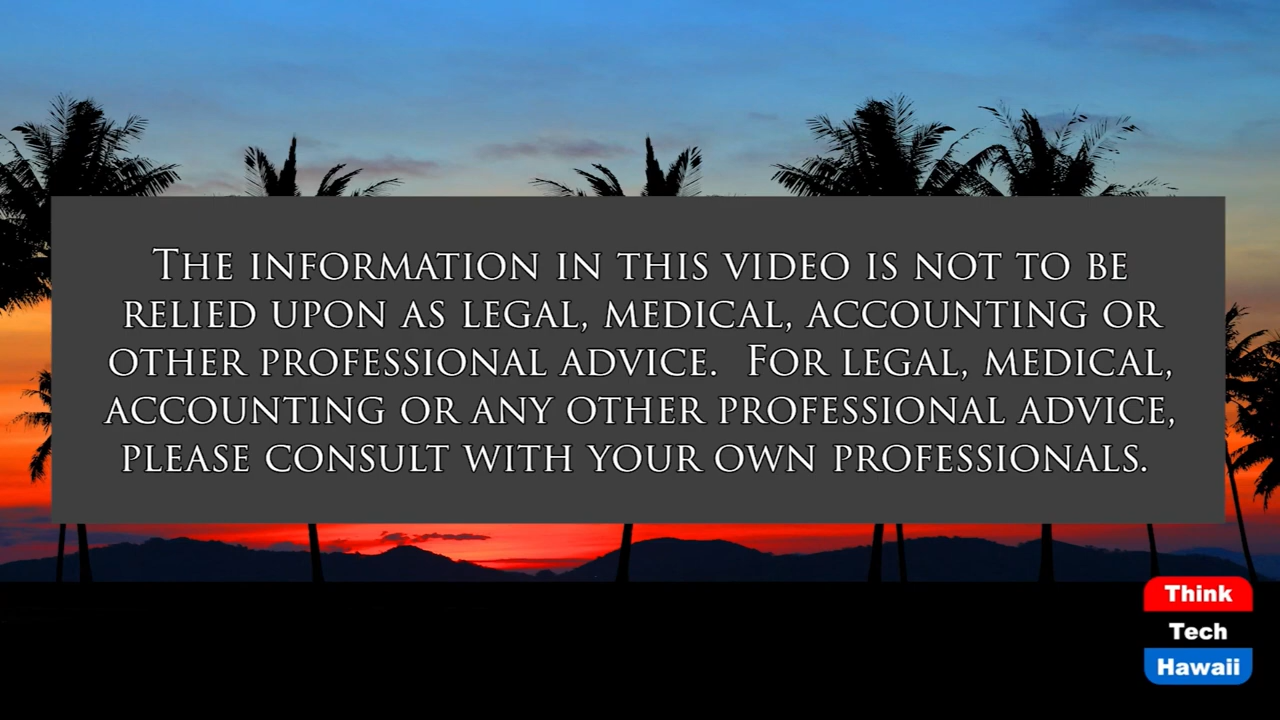 The information in this video is not to be
relied upon as legal, medical, accounting or
other professional advice.  For legal, medical,
accounting or any other professional advice,
please consult with your own professionals.
Think
Tech
Hawaii